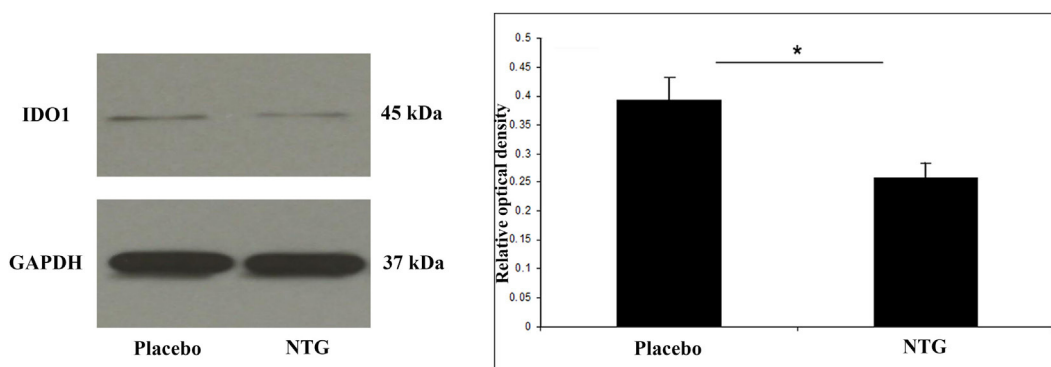 IDO1
45 kDa
GAPDH
37 kDa
Placebo
NTG
Relative optical density
0.5
0.45
0.4
0.35
0.3
0.25
0.2
0.15
0.1
0.05
0
*
Placebo
NTG